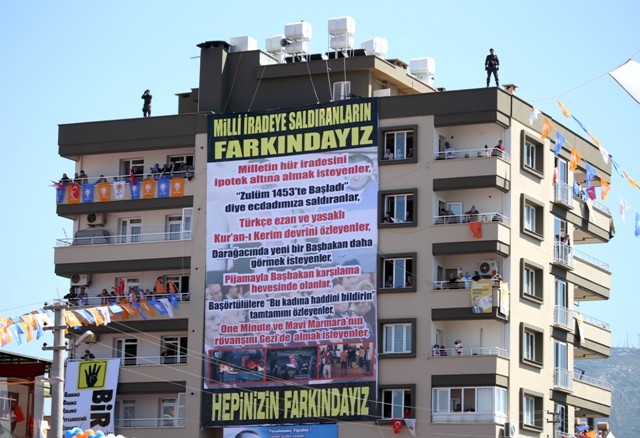 MİLLİ İRADEYE SALDIRANLARIN
FARKINDAYIZ
Milletin hür iradesini
ipotek altına almak isteyenler,
"Zulüm 1453'te Başladı"
diye ecdadımıza saldıranlar,
Türkçe ezan ve yasaklı
Kur'an-ı Kerim devrini özleyenler,
Darağacında yeni bir Başbakan daha
görmek isteyenler.
Pijamayla Başbakan karşılama
hevesinde olanlar,
Başörtülülere "Bu kadına haddini bildirin"
tamtamını özleyenler.
One Minute ve Mavi Marmara'nın
rövanşını Gezi'de almak isteyenler,
HEPİNİZİN FARKINDAYIZ
BİR